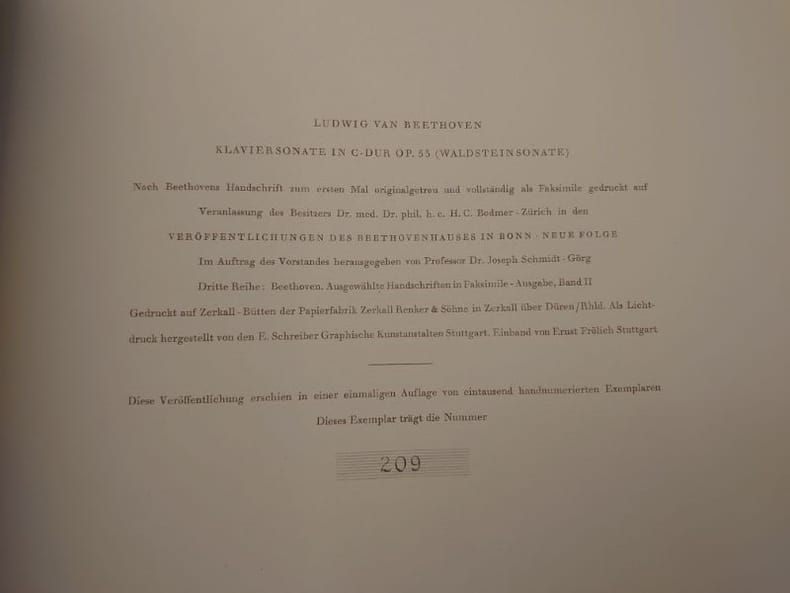 LUDWIG VAN BEETHOVEN
KLAVIERSONATE IN C-DUR OP. 53 (WALDSTEINSONATE)
Nach Beethovens Handschrift zum ersten Mal originalgetreu und vollständig als Faksimile gedruckt auf
Veranlassung des Besitzers Dr. med. Dr. phil. h. c. H. C. Bodmer - Zürich in den
VERÖFFENTLICHUNGEN DES BEETHOVENHAUSES IN BONN · NEUE FOLGE
Im Auftrag des Vorstandes herausgegeben von Professor Dr. Joseph Schmidt - Görg
Dritte Reihe: Beethoven. Ausgewählte Handschriften in Faksimile - Ausgabe, Band II
Gedruckt auf Zerkall - Bütten der Papierfabrik Zerkall Renker & Söhne in Zerkall über Düren/Rhld. Als Licht-
druck hergestellt von den E. Schreiber Graphische Kunstanstalten Stuttgart. Einband von Ernst Frölich Stuttgart
Diese Veröffentlichung erschien in einer einmaligen Auflage von eintausend handnumerierten Exemplaren
Dieses Exemplar trägt die Nummer
209